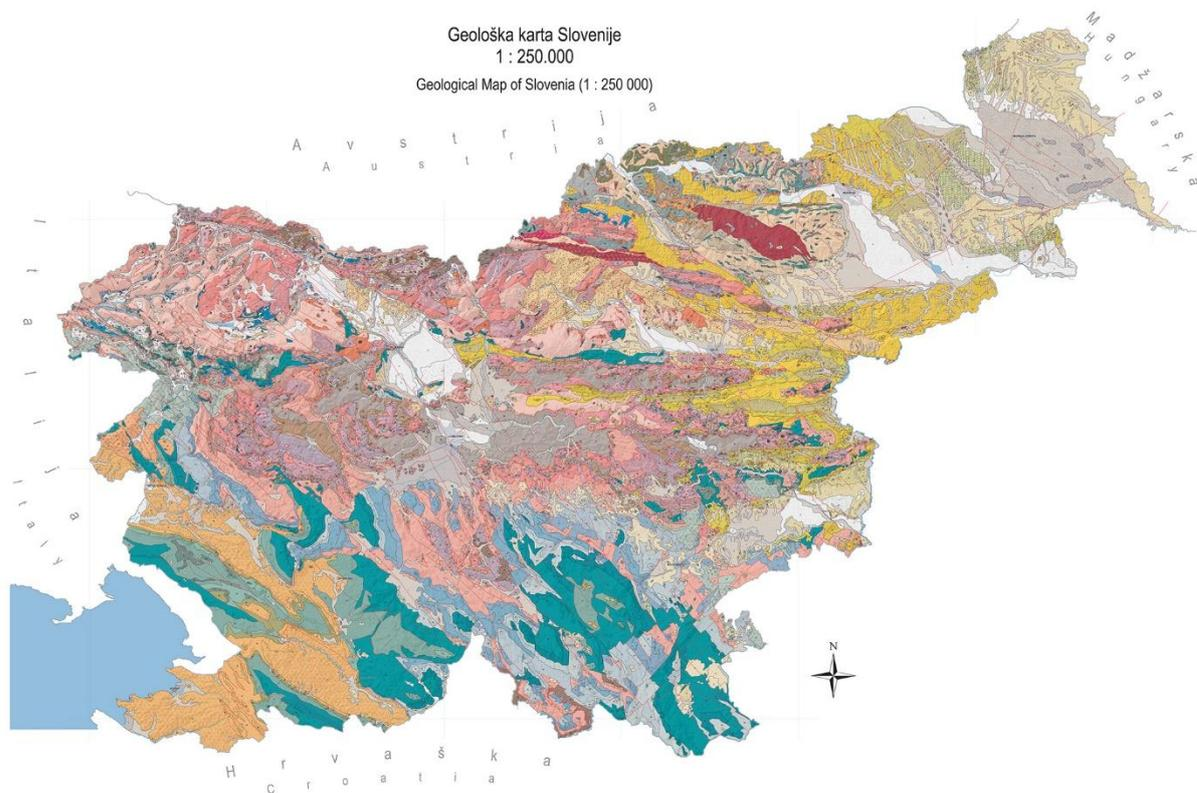 Geološka karta Slovenije
1 : 250.000
Geological Map of Slovenia (1 : 250 000)
Avstrija
Austria
Madžarska
Hungary
Italija
Italy
N
Hrvaška
Croatia